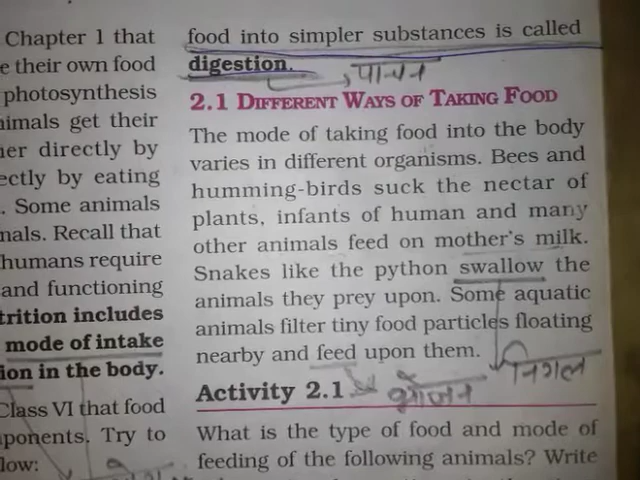 Chapter 1 that
e their own food
photosynthesis
imals get their
er directly by
ectly by eating
. Some animals
nals. Recall that
humans require
and functioning
trition includes
mode of intake
ion in the body.
Class VI that food
ponents. Try to
low:
food into simpler substances is called
digestion.
पाचन
2.1 DIFFERENT WAYS OF TAKING FOOD
The mode of taking food into the body
varies in different organisms. Bees and
humming-birds suck the nectar of
plants, infants of human and many
other animals feed on mother's milk.
Snakes like the python swallow the
animals they prey upon. Some aquatic
animals filter tiny food particles floating
nearby and feed upon them.
निगल
Activity 2.1
भोजन
What is the type of food and mode of
feeding of the following animals? Write